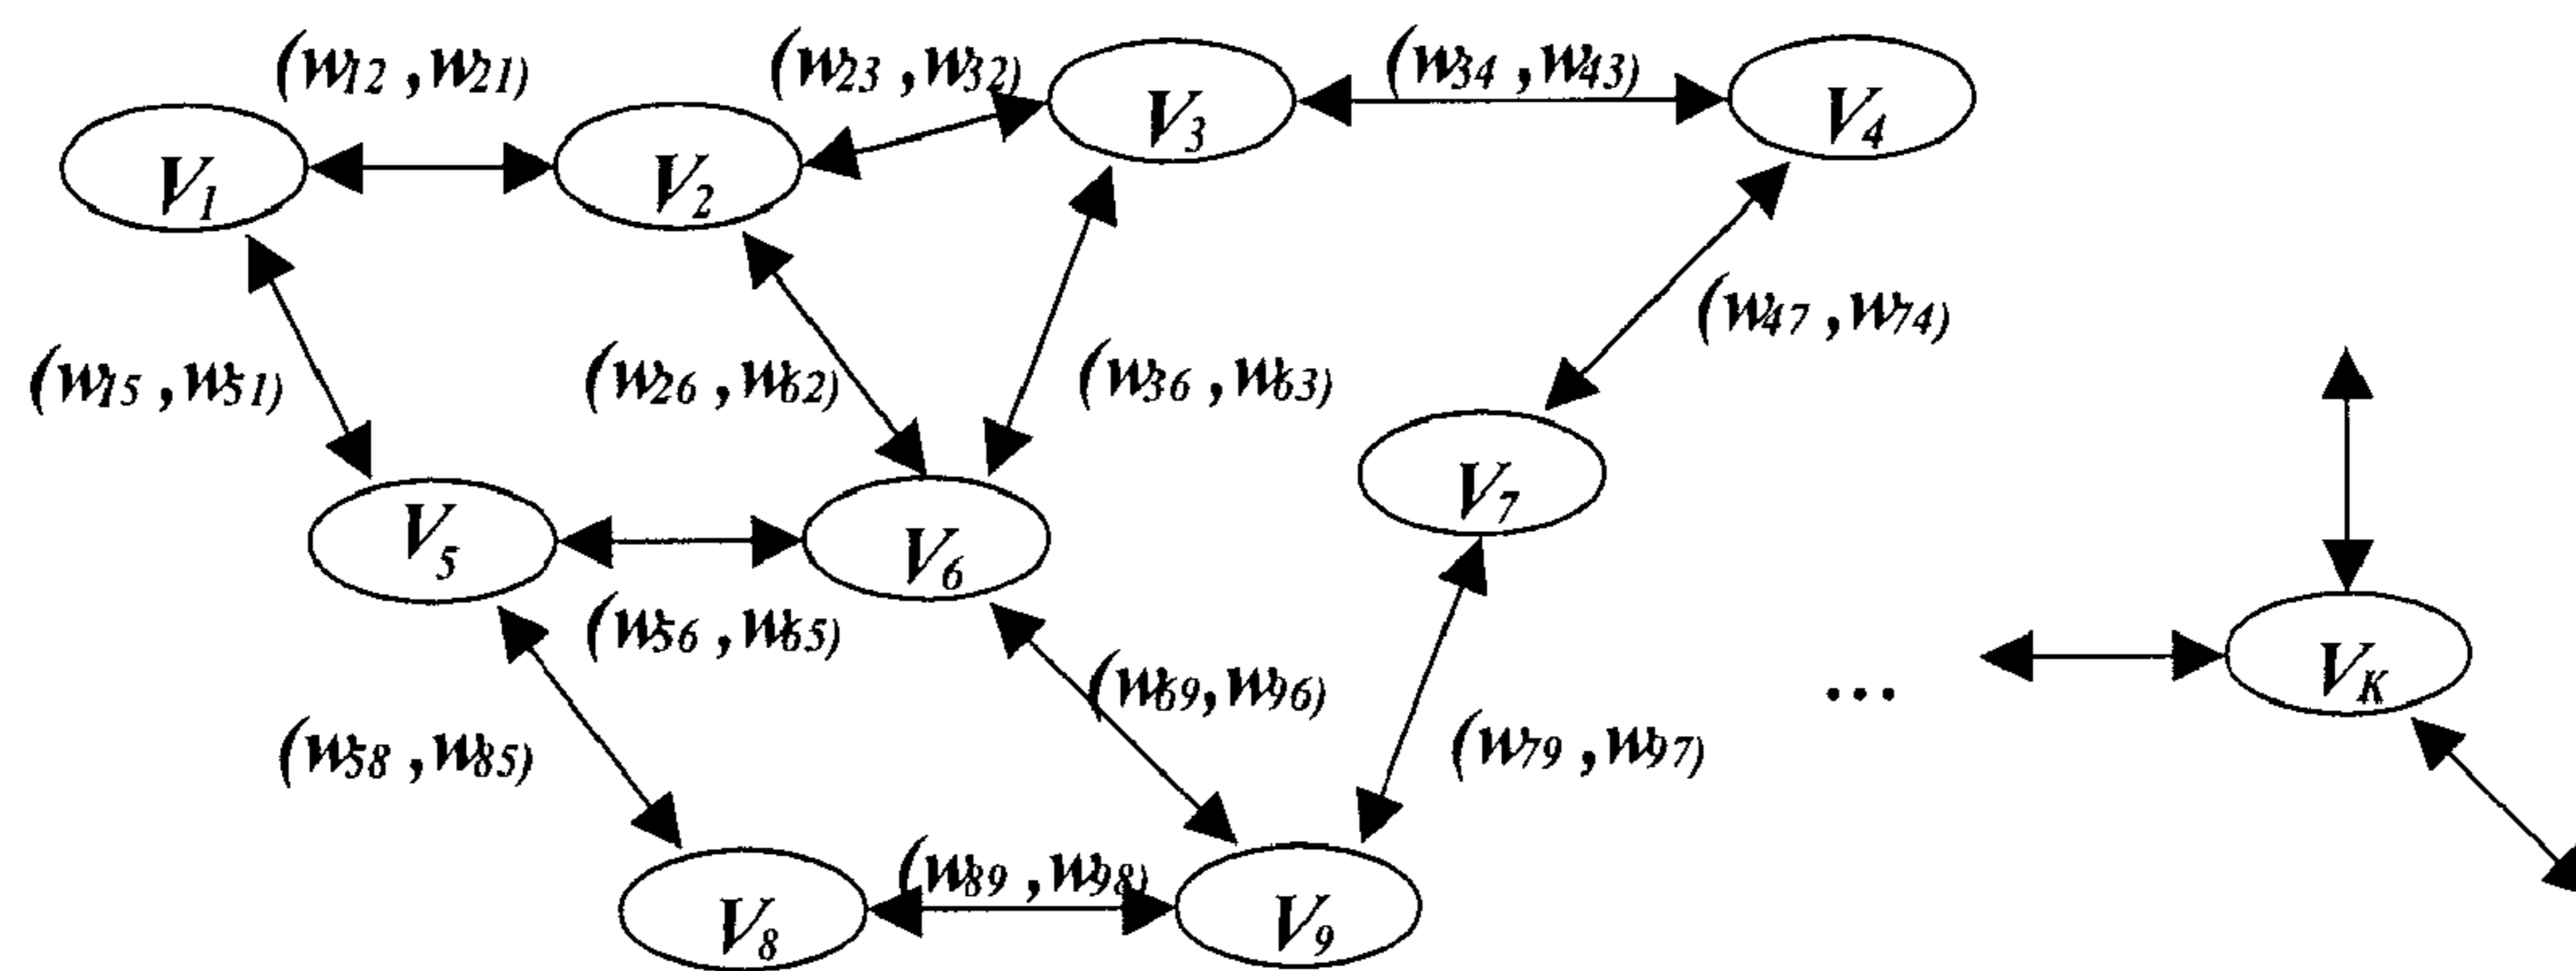 (w12 ,w21)
(w23 ,w32)
(w34 ,w43)
V1
V2
V3
V4
(w15 ,w51)
(w26 ,w62)
(w36 ,w63)
(w47 ,w74)
V5
V6
V7
(w56 ,w65)
(w58 ,w85)
(w69,w96)
(w79 ,w97)
...
VK
(w89 ,w98)
V8
V9